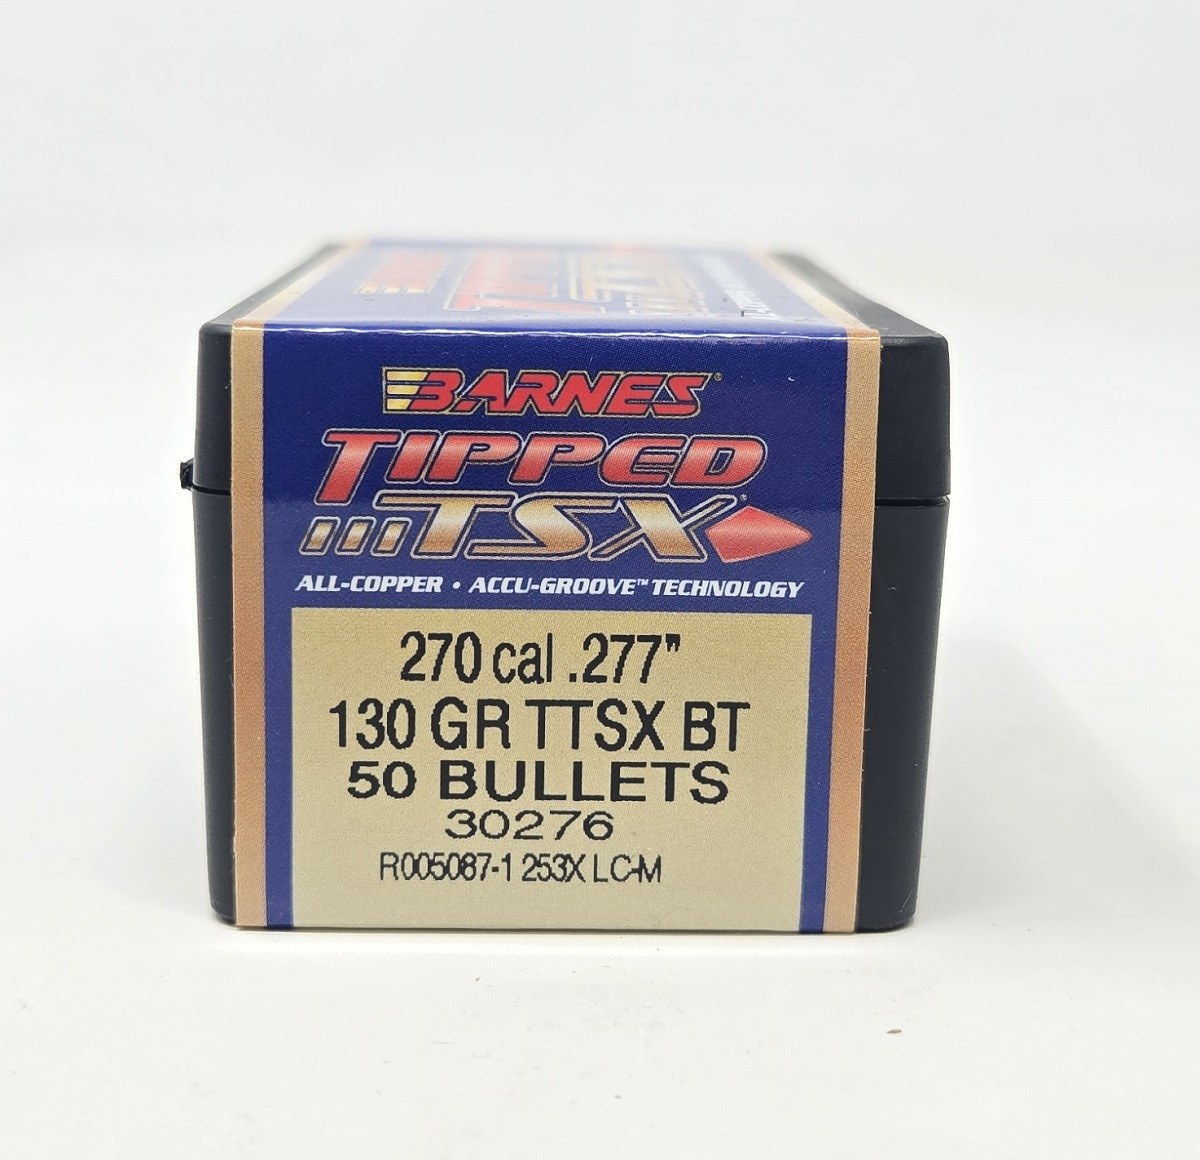 BARNES®
TIPPED
TSX®
ALL-COPPER • ACCU-GROOVE™ TECHNOLOGY
270 cal .277"
130 GR TTSX BT
50 BULLETS
30276
R005087-1 253X LC-M